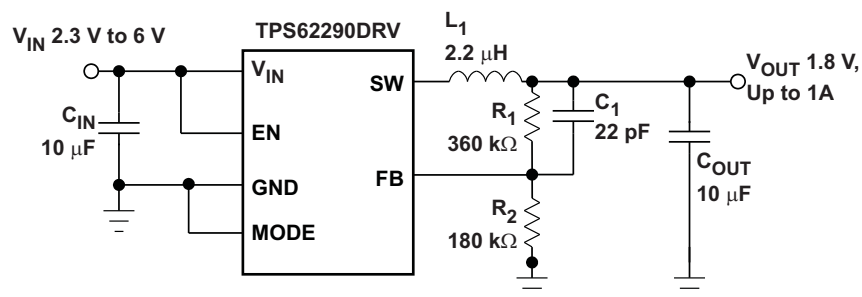 TPS62290DRV
V_IN 2.3 V to 6 V
V_IN
EN
GND
MODE
SW
FB
C_IN
10 μF
L_1
2.2 μH
R_1
360 kΩ
C_1
22 pF
R_2
180 kΩ
V_OUT 1.8 V,
Up to 1A
C_OUT
10 μF